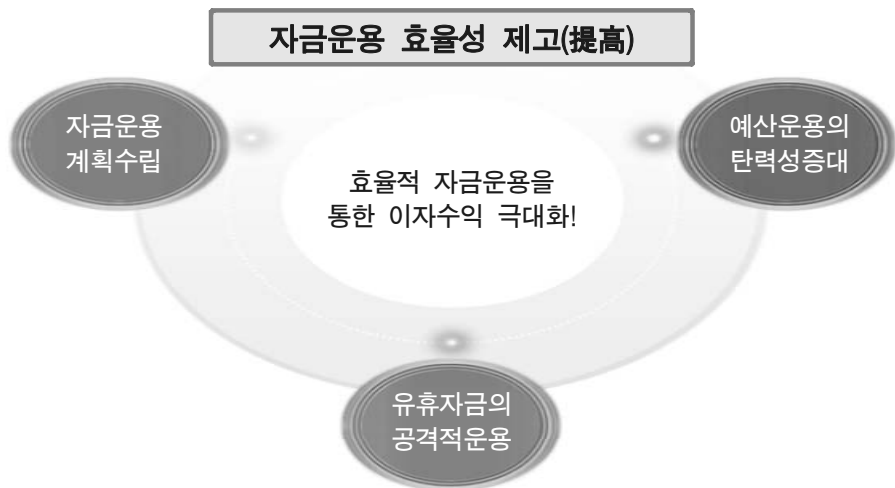 자금운용 효율성 제고(提高)
자금운용
계획수립
예산운용의
탄력성증대
효율적 자금운용을
통한 이자수익 극대화!
유휴자금의
공격적운용